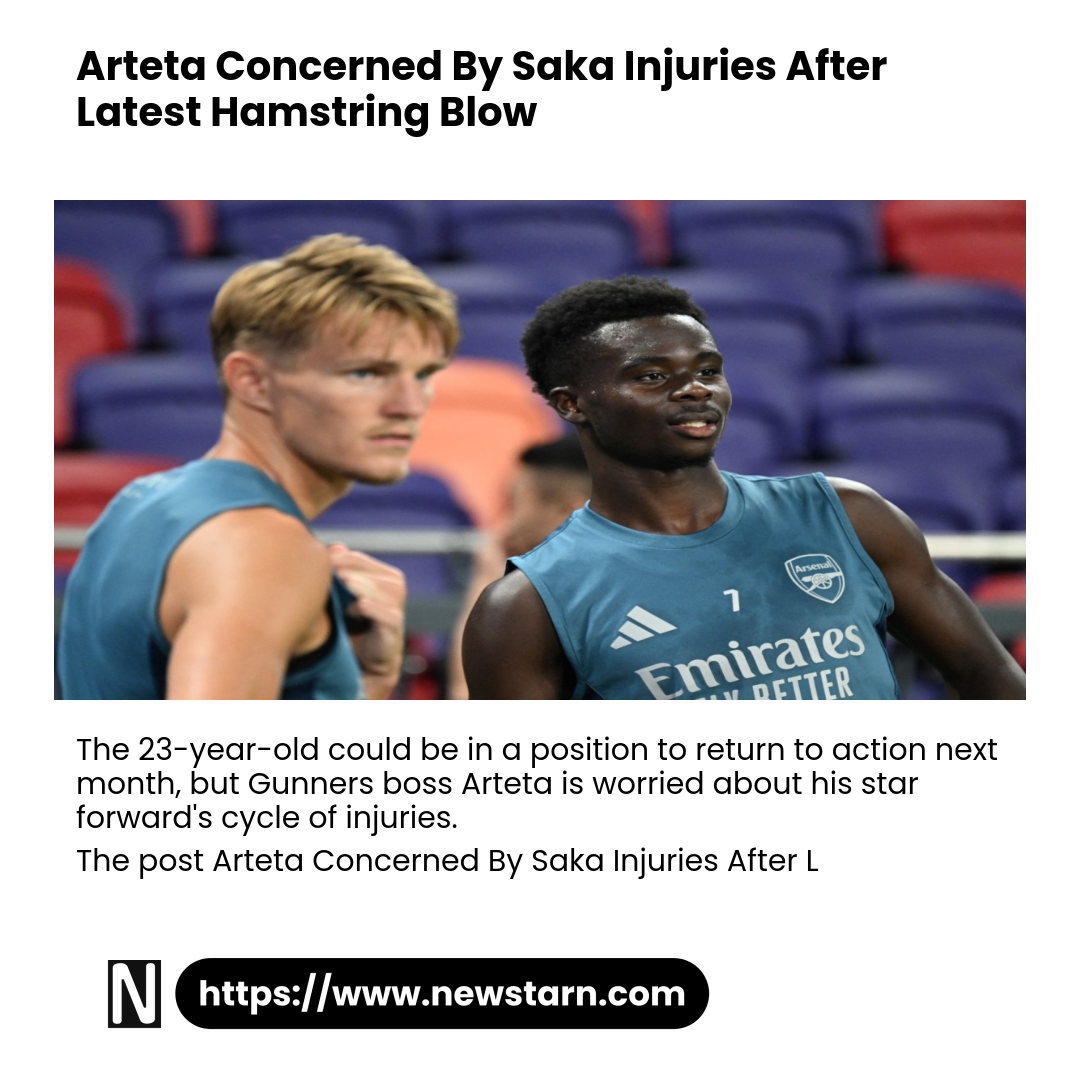 Arteta Concerned By Saka Injuries After
Latest Hamstring Blow
Arsenal
7
Emirates
FLY BETTER
The 23-year-old could be in a position to return to action next
month, but Gunners boss Arteta is worried about his star
forward's cycle of injuries.
The post Arteta Concerned By Saka Injuries After L
N
https://www.newstarn.com